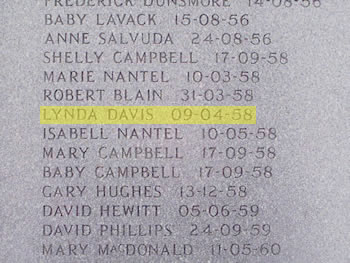 FREDERICK DUNSMORE 14-08-56
BABY LAVACK 15-08-56
ANNE SALVUDA 24-08-56
SHELLY CAMPBELL 17-09-58
MARIE NANTEL 10-03-58
ROBERT BLAIN 31-03-58
LYNDA DAVIS 09-04-58
ISABELL NANTEL 10-05-58
MARY CAMPBELL 17-09-58
BABY CAMPBELL 17-09-58
GARY HUGHES 13-12-58
DAVID HEWITT 05-06-59
DAVID PHILLIPS 24-09-59
MARY MACDONALD 11-05-60